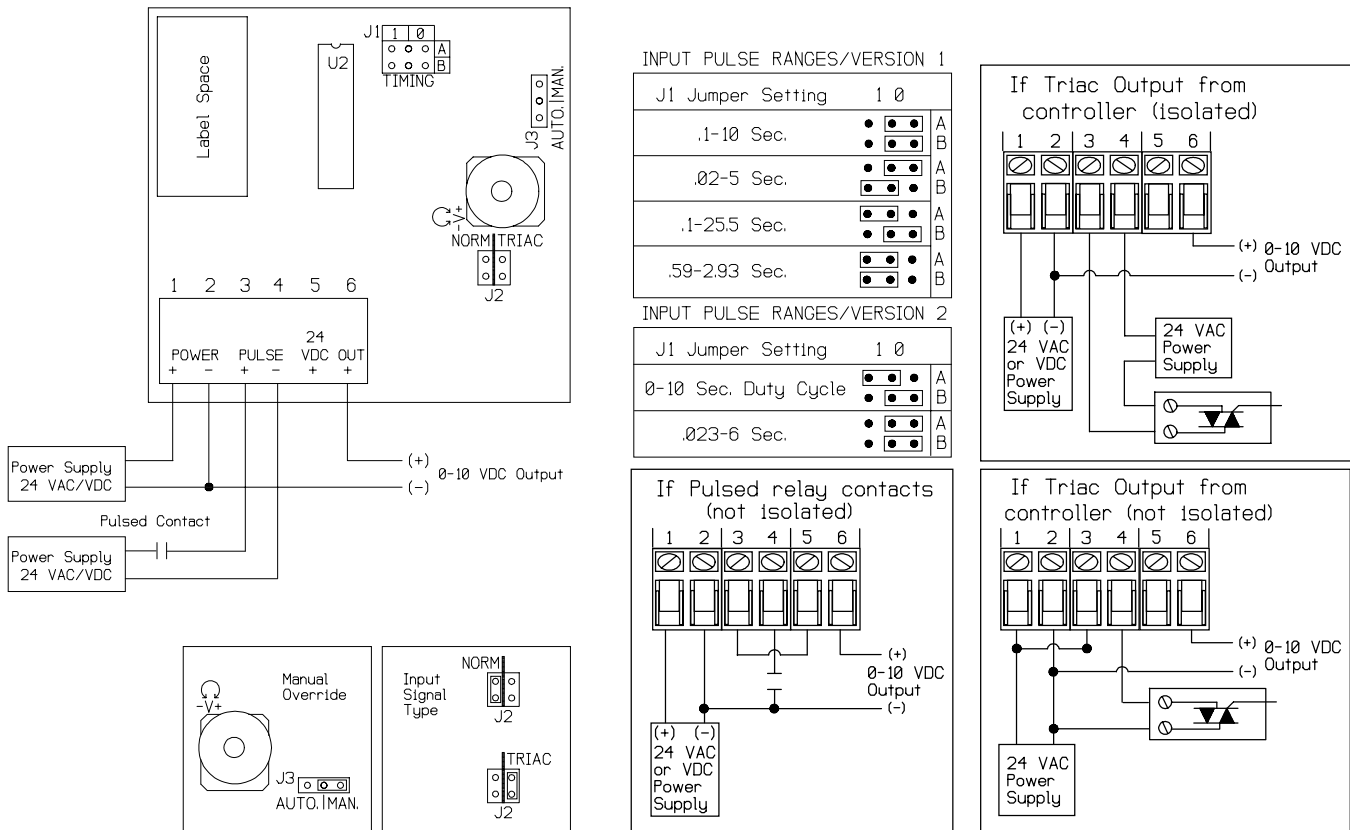 Label Space
U2
J1 1 0
A
B
TIMING
J3
AUTO. MAN.
-V+
NORM TRIAC
J2
1 2 3 4 5 6
24
POWER PULSE VDC OUT
+ - + - + +
Power Supply
24 VAC/VDC
(+)
0-10 VDC Output
(-)
Pulsed Contact
Power Supply
24 VAC/VDC
-V+
Manual
Override
J3
AUTO. MAN.
Input
Signal
Type
NORM
J2
TRIAC
J2
INPUT PULSE RANGES/VERSION 1
J1 Jumper Setting 1 0
.1-10 Sec. A
B
.02-5 Sec. A
B
.1-25.5 Sec. A
B
.59-2.93 Sec. A
B
INPUT PULSE RANGES/VERSION 2
J1 Jumper Setting 1 0
0-10 Sec. Duty Cycle A
B
.023-6 Sec. A
B
If Pulsed relay contacts
(not isolated)
1 2 3 4 5 6
(+)
0-10 VDC
Output
(-)
(+) (-)
24 VAC
or VDC
Power
Supply
If Triac Output from
controller (isolated)
1 2 3 4 5 6
(+) 0-10 VDC
Output
(-)
(+) (-)
24 VAC
or VDC
Power
Supply
24 VAC
Power
Supply
If Triac Output from
controller (not isolated)
1 2 3 4 5 6
(+) 0-10 VDC
Output
(-)
24 VAC
Power
Supply